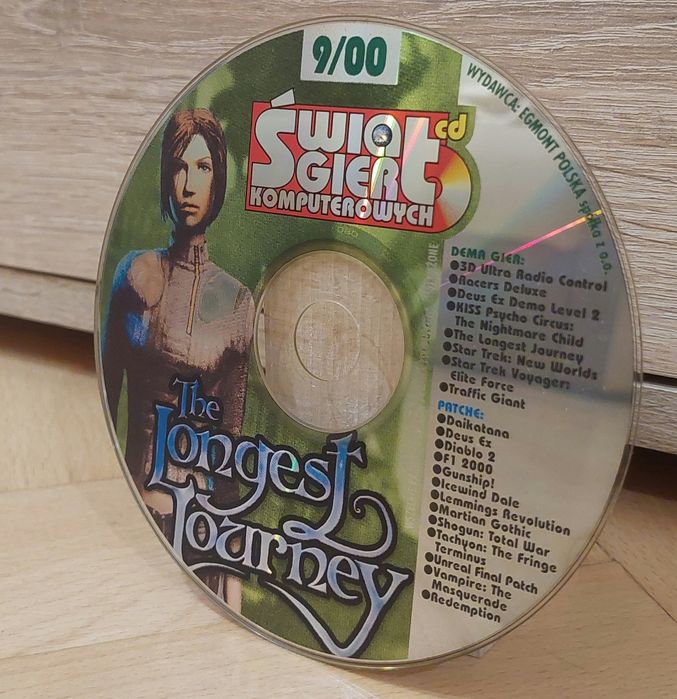 9/00
WYDAWCA: EGMONT POLSKA spółka z o.o.
ŚWIAT cd
GIER
KOMPUTEROWYCH
DEMA GIER:
●3D Ultra Radio Control
●Racers Deluxe
●Deus Ex Demo Level 2
●KISS Psycho Circus:
The Nightmare Child
●The Longest Journey
●Star Trek: New Worlds
●Star Trek Voyager:
Elite Force
●Traffic Giant
PATCHE:
●Daikatana
●Deus Ex
●Diablo 2
●F1 2000
●Gunship!
●Icewind Dale
●Lemmings Revolution
●Martian Gothic
●Shogun: Total War
●Tachyon: The Fringe
Terminus
●Unreal Final Patch
●Vampire: The
Masquerade
●Redemption
The
Longest
Journey